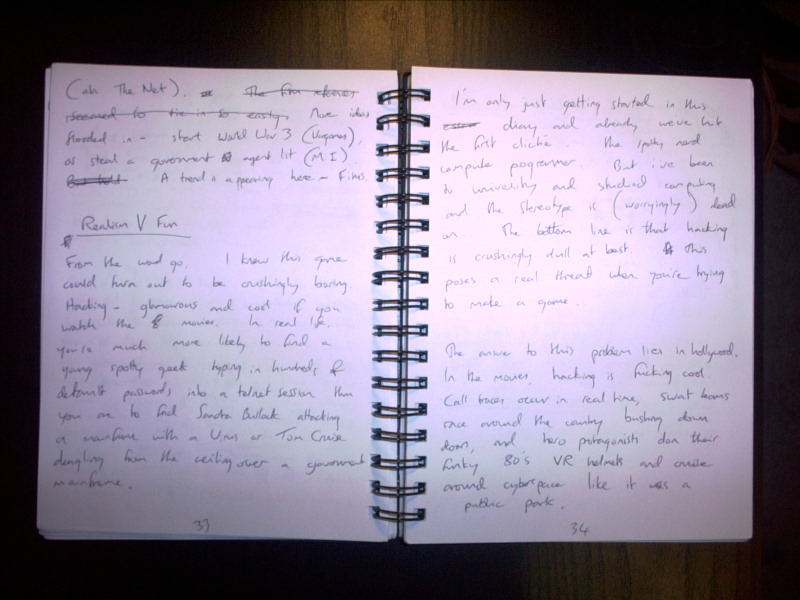 (aka The Net). The film references
seemed to tie in so easily. More ideas
flooded in - start World War 3 (Wargames),
or steal a government agent list (M:I).
A trend is appearing here - Films.
Realism V Fun
From the word go, I knew this game
could turn out to be crushingly boring.
Hacking - glamourous and cool if you
watch the movies. In real life,
you're much more likely to find a
young spotty geek typing in hundreds of
default passwords into a telnet session than
you are to find Sandra Bullock attacking
a mainframe with a Virus or Tom Cruise
dangling from the ceiling over a government
mainframe.
33
I'm only just getting started in this
diary and already we've hit
the first cliche. The spotty nerd
computer programmer. But i've been
to university and studied computing
and the stereotype is (worryingly) dead
on. The bottom line is that hacking
is crushingly dull at best. This
poses a real threat when you're trying
to make a game.
The answer to this problem lies in hollywood.
In the movies, hacking is fucking cool.
Call traces occur in real time, swat teams
race around the country bushing down
doors, and hero protagonists don their
funky 80's VR helmets and cruise
around cyberspace like it was a
public park.
34